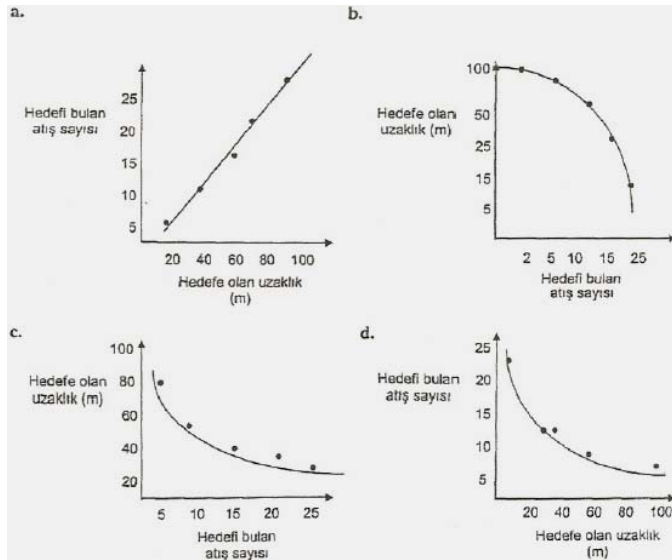 a.
Hedefi bulan
atış sayısı
25
20
15
10
5
20 40 60 80 100
Hedefe olan uzaklık
(m)
b.
Hedefe olan
uzaklık (m)
100
50
25
15
5
2 5 10 15 25
Hedefi bulan
atış sayısı
c.
Hedefe olan
uzaklık (m)
100
80
60
40
20
5 10 15 20 25
Hedefi bulan
atış sayısı
d.
Hedefi bulan
atış sayısı
25
20
15
10
5
20 40 60 80 100
Hedefe olan uzaklık
(m)